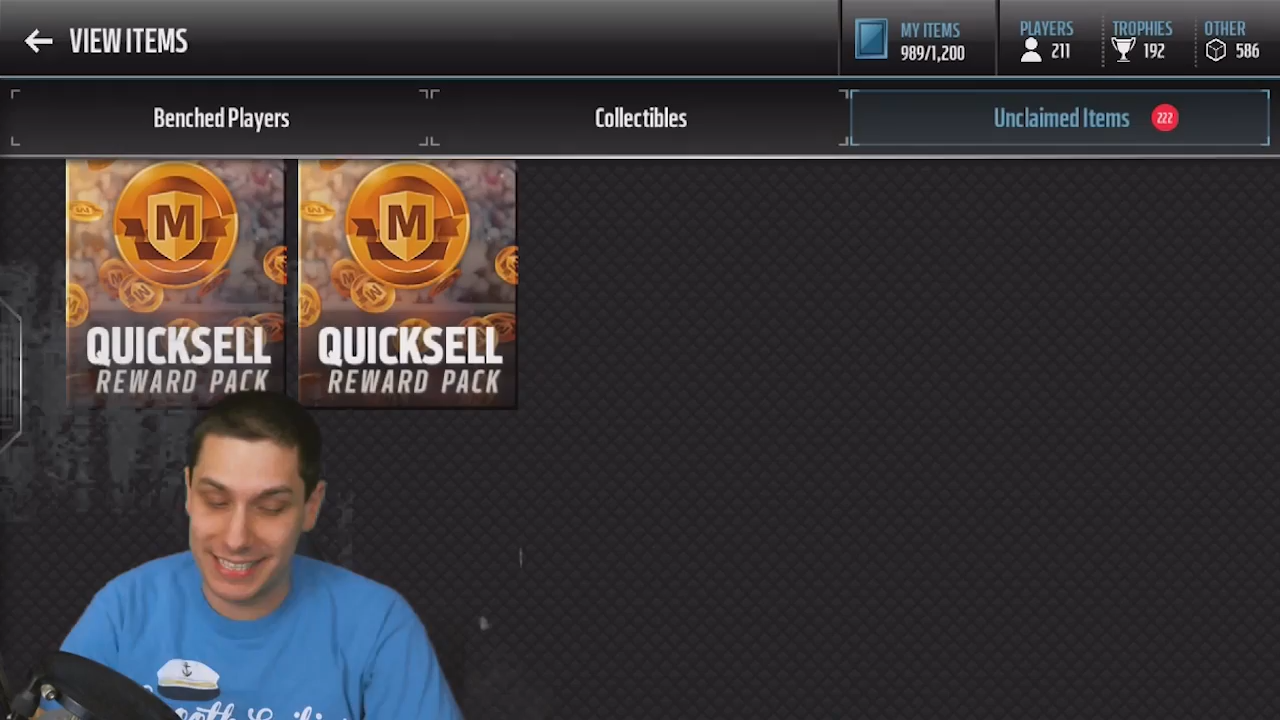 VIEW ITEMS
MY ITEMS
989/1,200
PLAYERS
211
TROPHIES
192
OTHER
586
Benched Players
Collectibles
Unclaimed Items 222
M
QUICKSELL
REWARD PACK
M
QUICKSELL
REWARD PACK